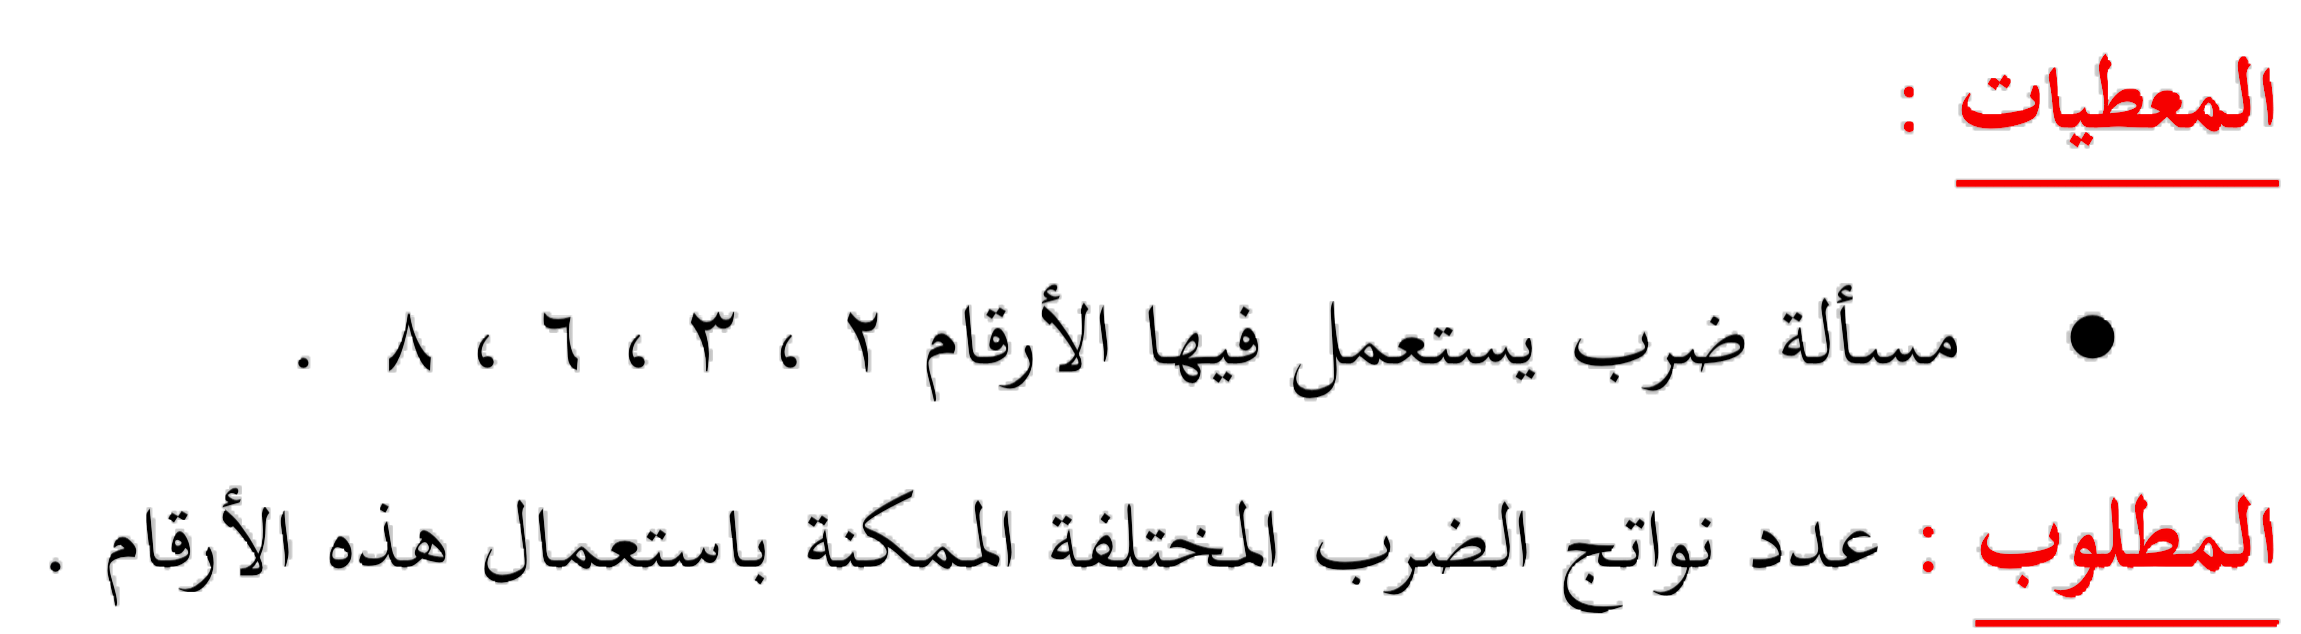 المعطيات :
● مسألة ضرب يستعمل فيها الأرقام ٢ ، ٣ ، ٦ ، ٨ .
المطلوب : عدد نواتج الضرب المختلفة الممكنة باستعمال هذه الأرقام .